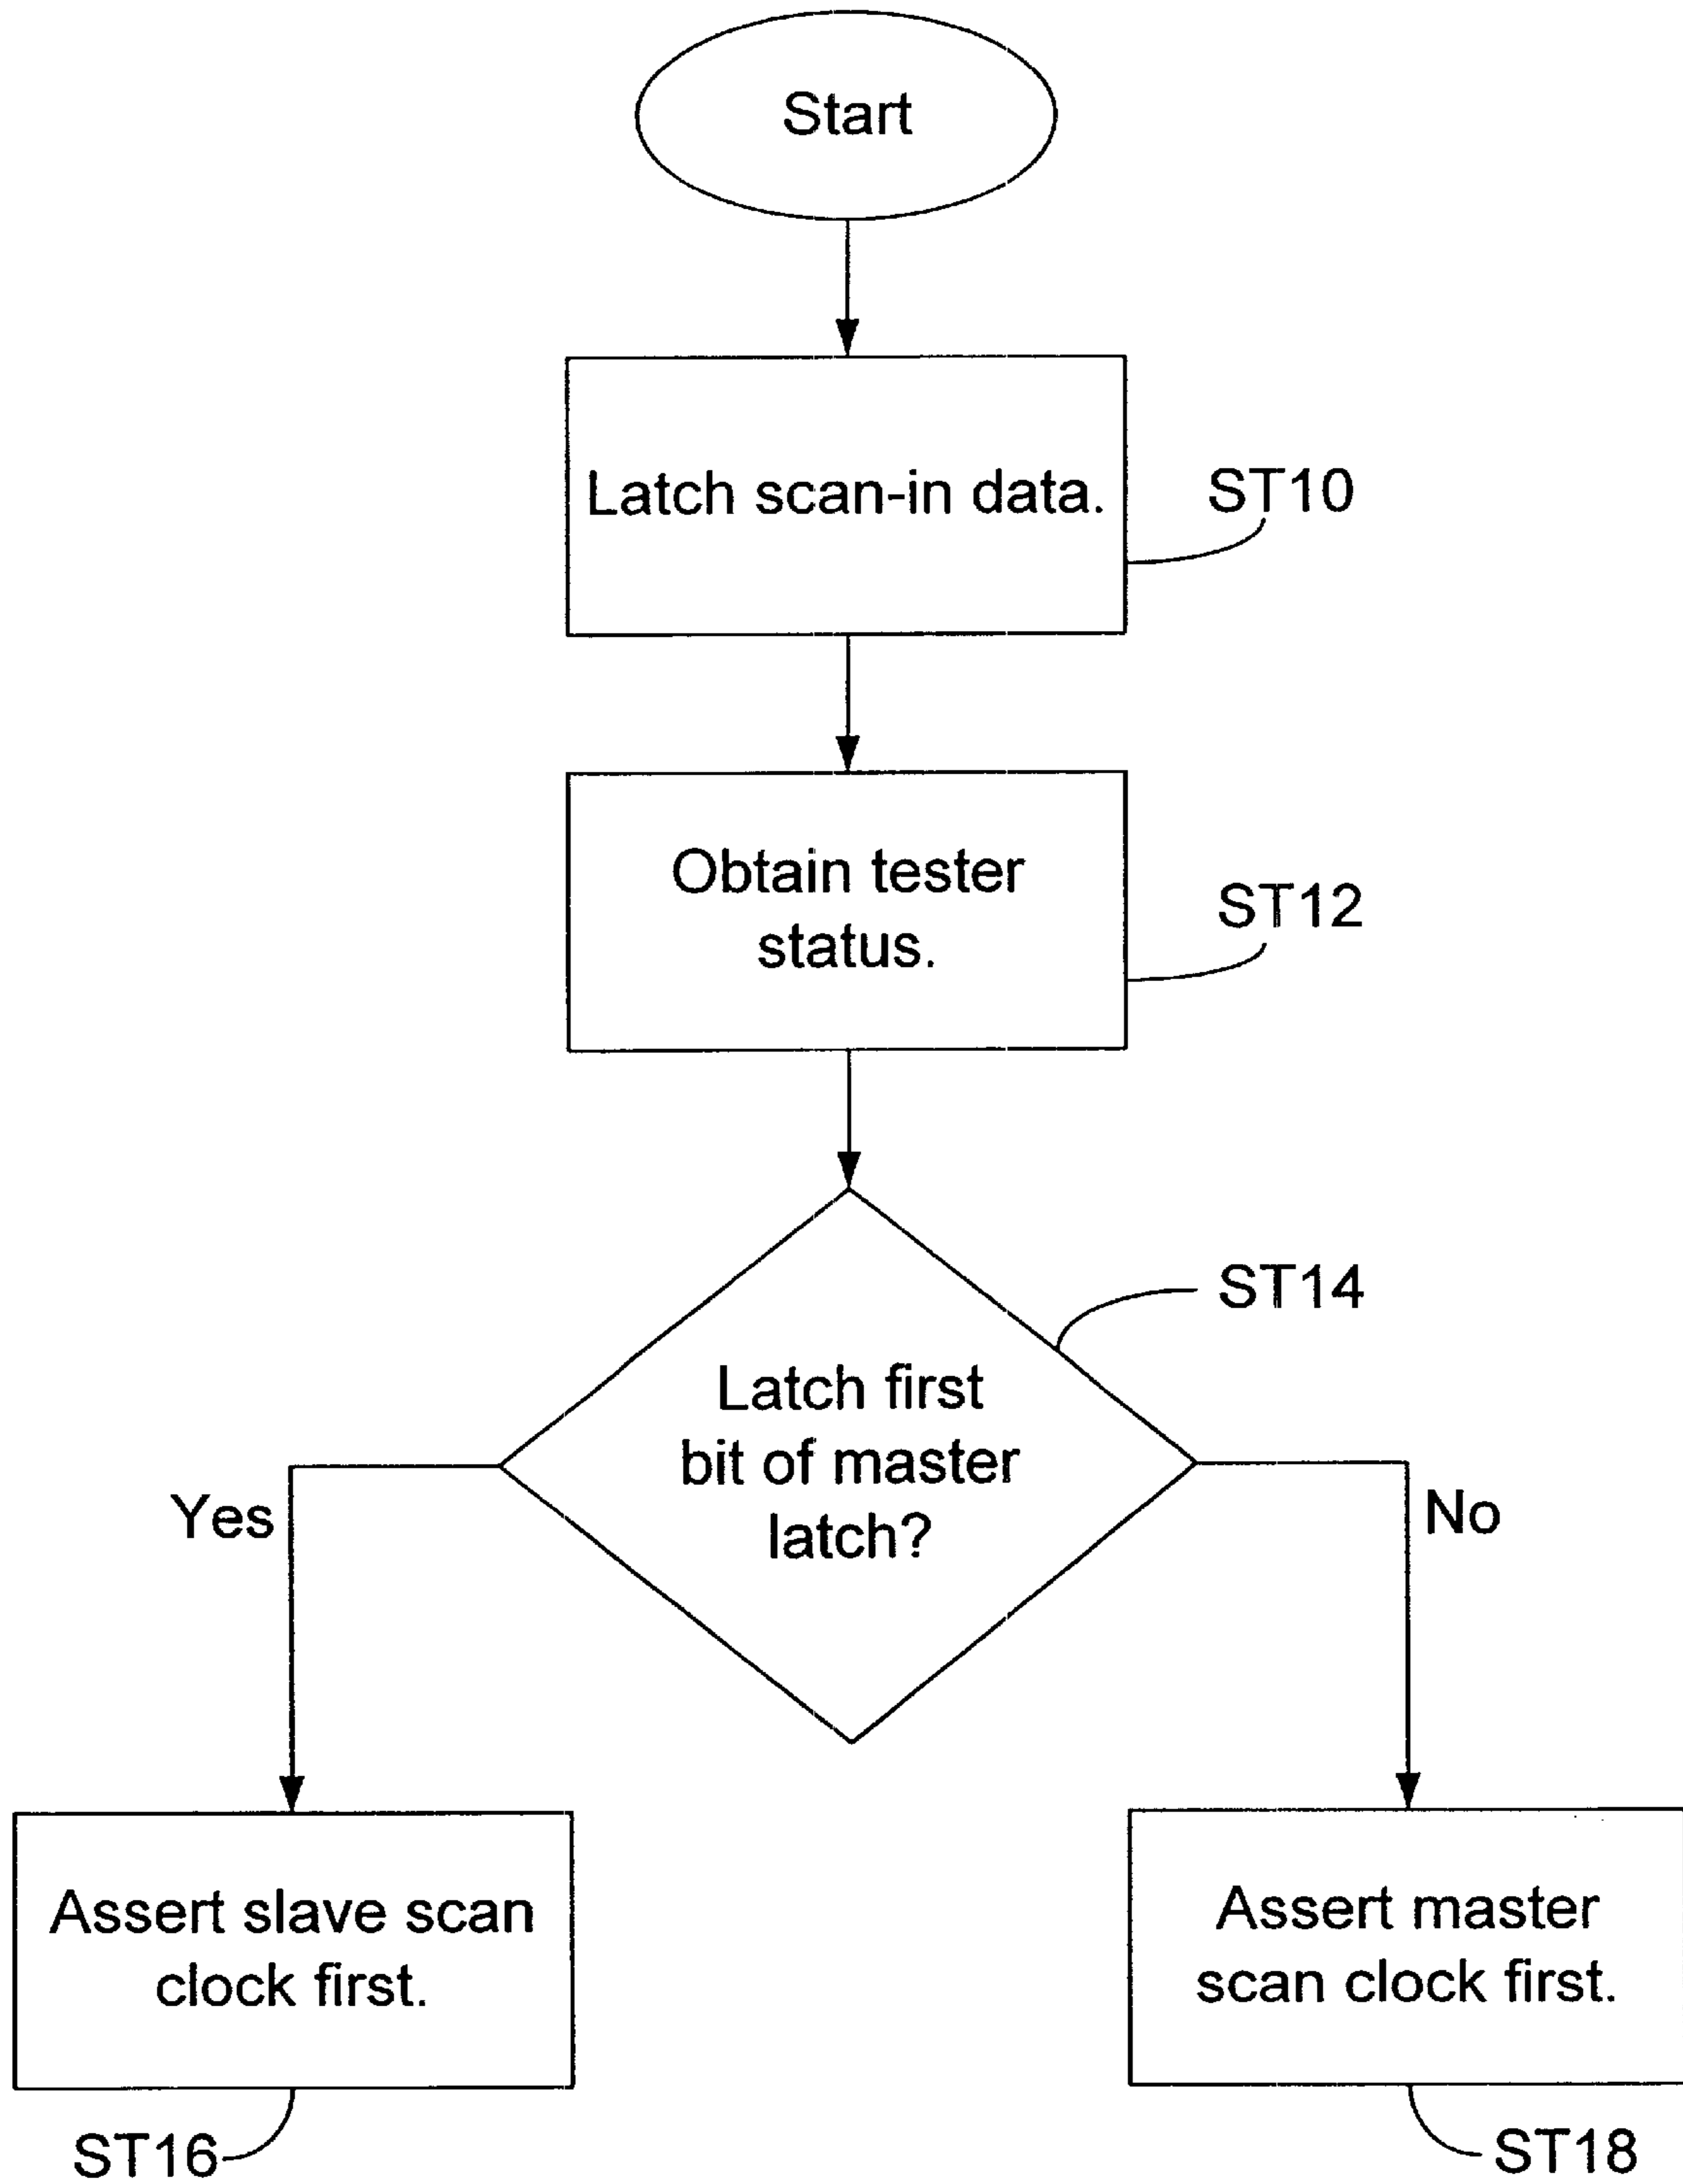 Start
Latch scan-in data.
ST10
Obtain tester
status.
ST12
ST14
Latch first
bit of master
latch?
Yes
No
Assert slave scan
clock first.
Assert master
scan clock first.
ST16
ST18